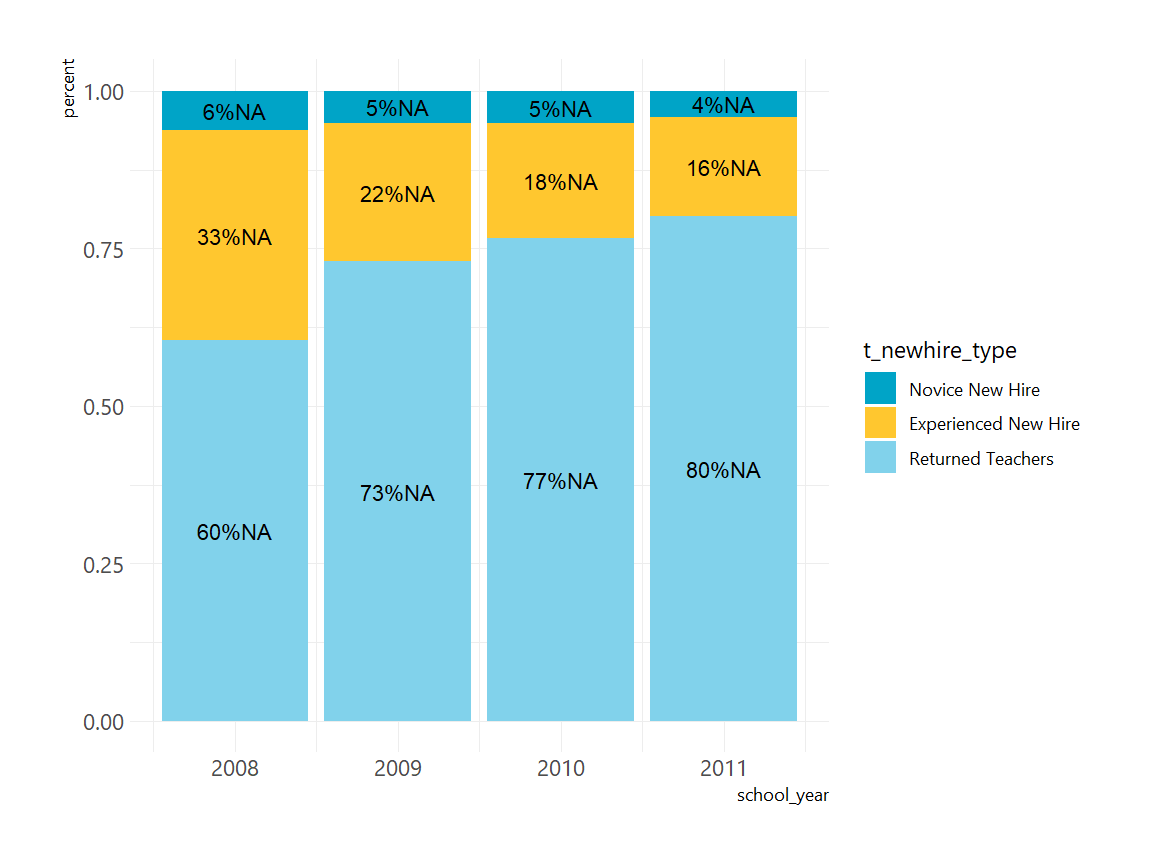 percent
1.00
0.75
0.50
0.25
0.00
6%NA
5%NA
5%NA
4%NA
33%NA
22%NA
18%NA
16%NA
60%NA
73%NA
77%NA
80%NA
2008
2009
2010
2011
school_year
t_newhire_type
Novice New Hire
Experienced New Hire
Returned Teachers